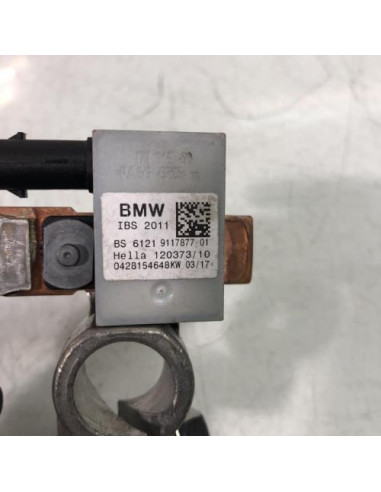 BMW
IBS 2011
BS 6121 9117877 01
Hella 120373/10
0428154648KW 03/17